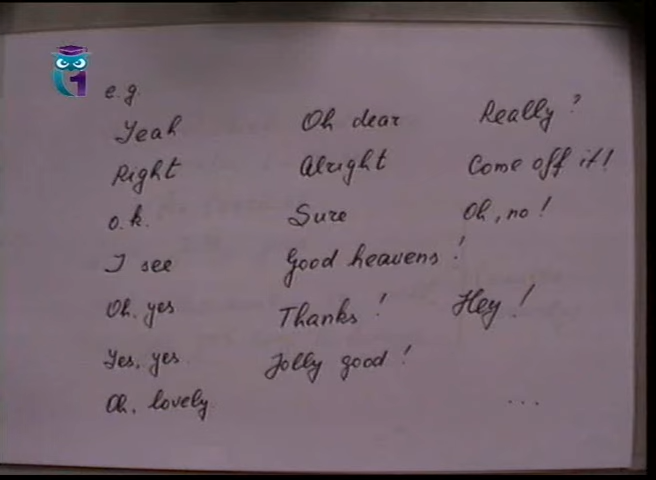 1
e.g.
Yeah
Right
O.k.
I see
Oh, yes
Yes, yes
Oh, lovely
Oh dear
Alright
Sure
Good heavens!
Thanks!
Jolly good!
Really?
Come off it!
Oh, no!
Hey!
...